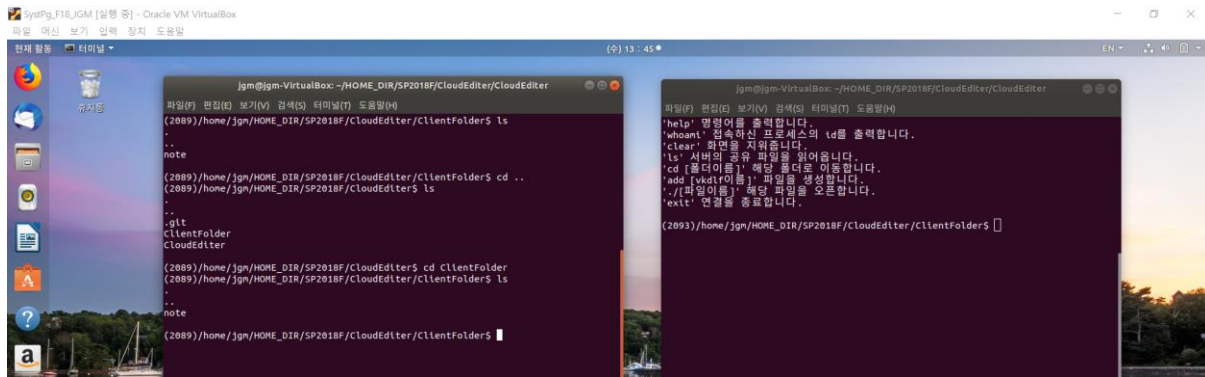 SystPg_F18_JGM [실행 중] - Oracle VM VirtualBox
파일 머신 보기 입력 장치 도움말
현재 활동 터미널 (수) 13 : 45 EN
휴지통
jgm@jgm-VirtualBox: ~/HOME_DIR/SP2018F/CloudEditer/CloudEditer
파일(F) 편집(E) 보기(V) 검색(S) 터미널(T) 도움말(H)
(2089)/home/jgm/HOME_DIR/SP2018F/CloudEditer/ClientFolder$ ls
.
..
note
(2089)/home/jgm/HOME_DIR/SP2018F/CloudEditer/ClientFolder$ cd ..
(2089)/home/jgm/HOME_DIR/SP2018F/CloudEditer$ ls
.
..
.git
ClientFolder
CloudEditer
(2089)/home/jgm/HOME_DIR/SP2018F/CloudEditer$ cd ClientFolder
(2089)/home/jgm/HOME_DIR/SP2018F/CloudEditer/ClientFolder$ ls
.
..
note
(2089)/home/jgm/HOME_DIR/SP2018F/CloudEditer/ClientFolder$
jgm@jgm-VirtualBox: ~/HOME_DIR/SP2018F/CloudEditer/CloudEditer
파일(F) 편집(E) 보기(V) 검색(S) 터미널(T) 도움말(H)
'help' 명령어를 출력합니다.
'whoami' 접속하신 프로세스의 id를 출력합니다.
'clear' 화면을 지워줍니다.
'ls' 서버의 공유 파일을 읽어옵니다.
'cd [폴더이름]' 해당 폴더로 이동합니다.
'add [vkdlf이름]' 파일을 생성합니다.
'./[파일이름]' 해당 파일을 오픈합니다.
'exit' 연결을 종료합니다.
(2093)/home/jgm/HOME_DIR/SP2018F/CloudEditer/ClientFolder$